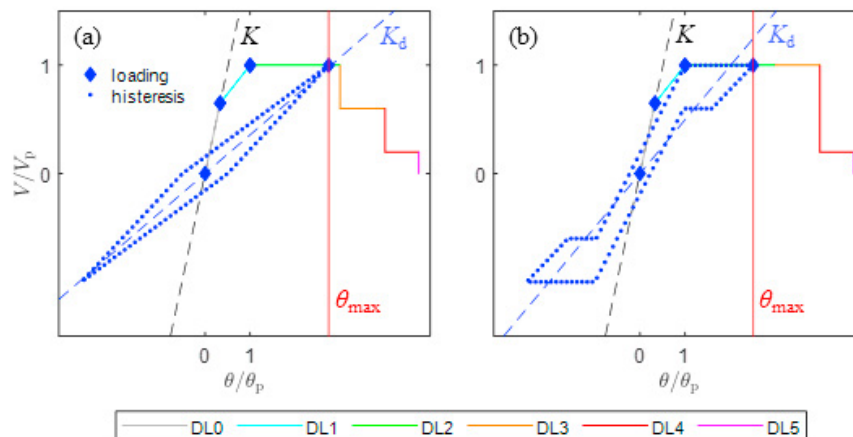 (a)
K
K_d
loading
histeresis
1
0
V/V_p
θ_max
0
1
θ/θ_p
(b)
K
K_d
1
0
θ_max
0
1
θ/θ_p
DL0
DL1
DL2
DL3
DL4
DL5